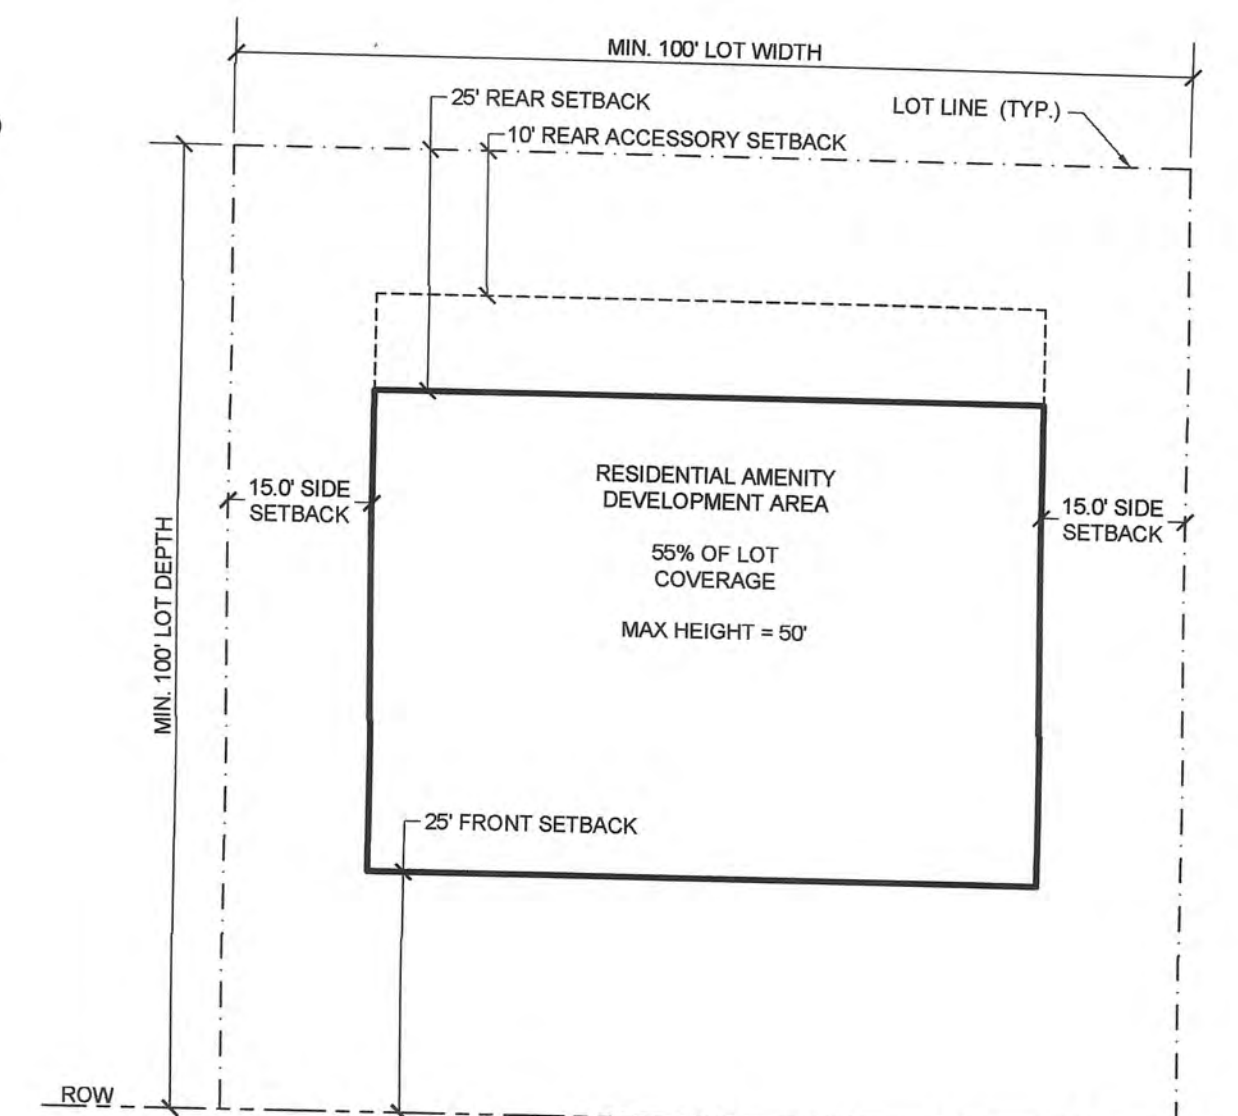 MIN. 100' LOT WIDTH
25' REAR SETBACK
LOT LINE (TYP.)
10' REAR ACCESSORY SETBACK
RESIDENTIAL AMENITY
DEVELOPMENT AREA
15.0' SIDE
SETBACK
15.0' SIDE
SETBACK
55% OF LOT
COVERAGE
MAX HEIGHT = 50'
MIN. 100' LOT DEPTH
25' FRONT SETBACK
ROW